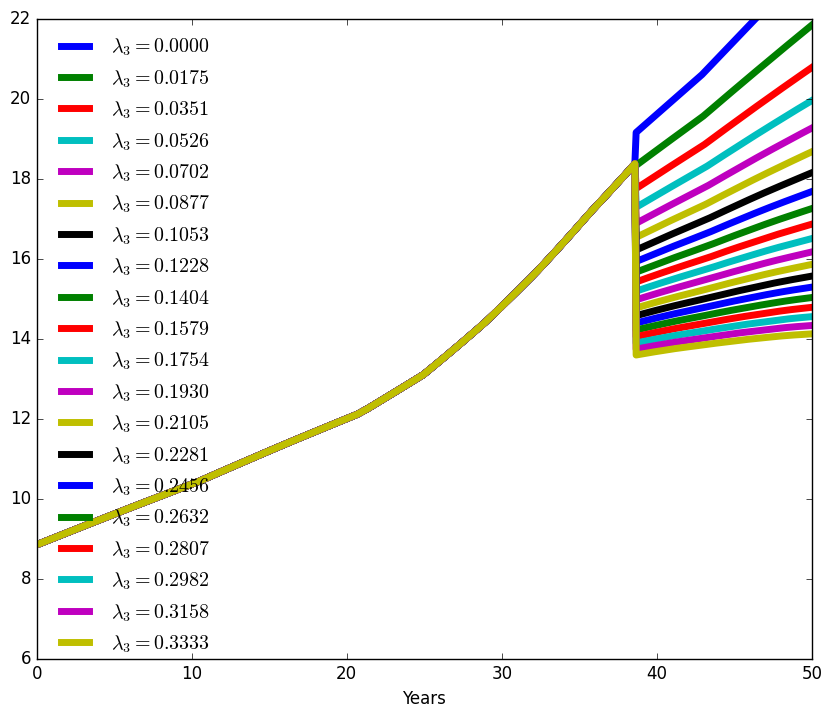 22
20
18
16
14
12
10
8
6
λ₃ = 0.0000
λ₃ = 0.0175
λ₃ = 0.0351
λ₃ = 0.0526
λ₃ = 0.0702
λ₃ = 0.0877
λ₃ = 0.1053
λ₃ = 0.1228
λ₃ = 0.1404
λ₃ = 0.1579
λ₃ = 0.1754
λ₃ = 0.1930
λ₃ = 0.2105
λ₃ = 0.2281
λ₃ = 0.2456
λ₃ = 0.2632
λ₃ = 0.2807
λ₃ = 0.2982
λ₃ = 0.3158
λ₃ = 0.3333
0 10 20 30 40 50
Years